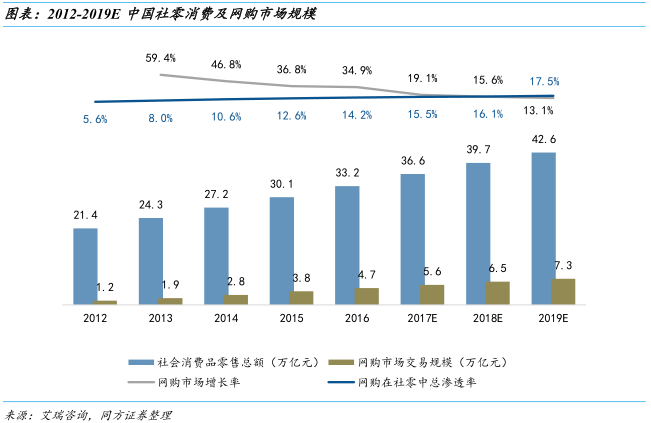 图表：2012-2019E 中国社零消费及网购市场规模
59.4% 46.8% 36.8% 34.9% 19.1% 15.6% 17.5%
5.6% 8.0% 10.6% 12.6% 14.2% 15.5% 16.1% 13.1%
21.4 24.3 27.2 30.1 33.2 36.6 39.7 42.6
1.2 1.9 2.8 3.8 4.7 5.6 6.5 7.3
2012 2013 2014 2015 2016 2017E 2018E 2019E
社会消费品零售总额（万亿元） 网购市场交易规模（万亿元）
网购市场增长率 网购在社零中总渗透率
来源：艾瑞咨询，同方证券整理